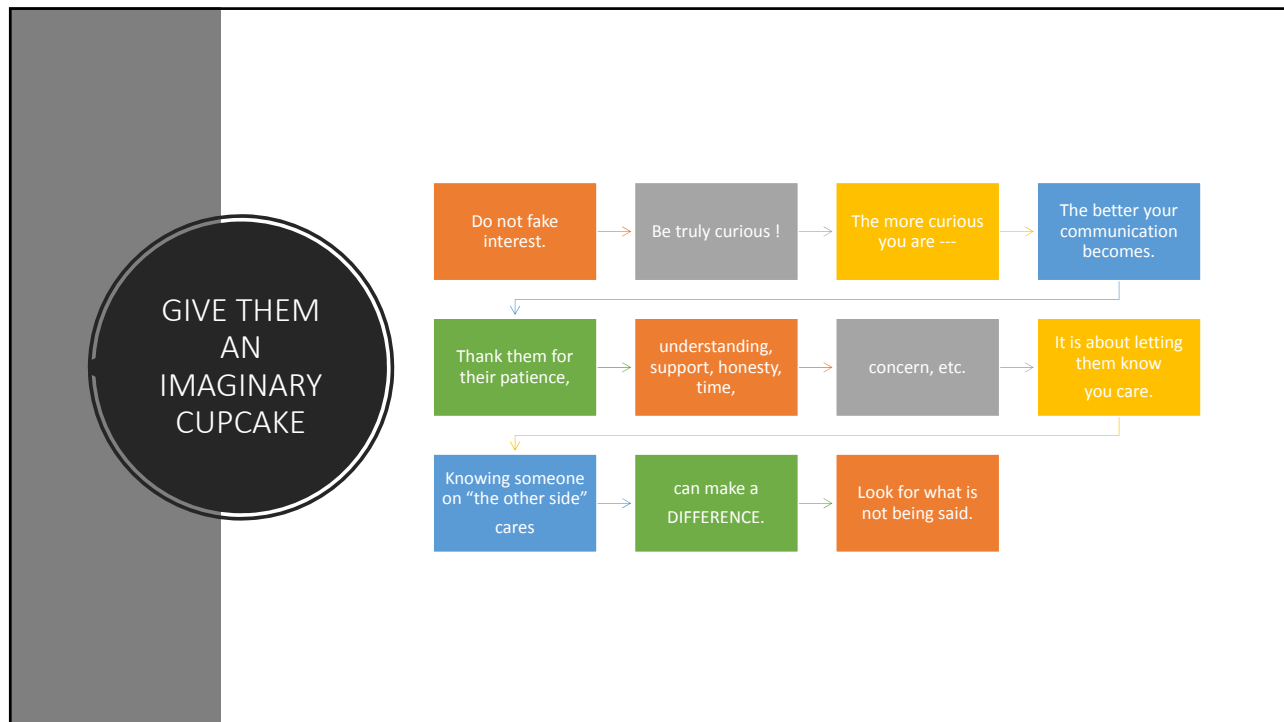 GIVE THEM
AN
IMAGINARY
CUPCAKE
Do not fake
interest.
Be truly curious !
The more curious
you are ---
The better your
communication
becomes.
Thank them for
their patience,
understanding,
support, honesty,
time,
concern, etc.
It is about letting
them know
you care.
Knowing someone
on “the other side”
cares
can make a
DIFFERENCE.
Look for what is
not being said.